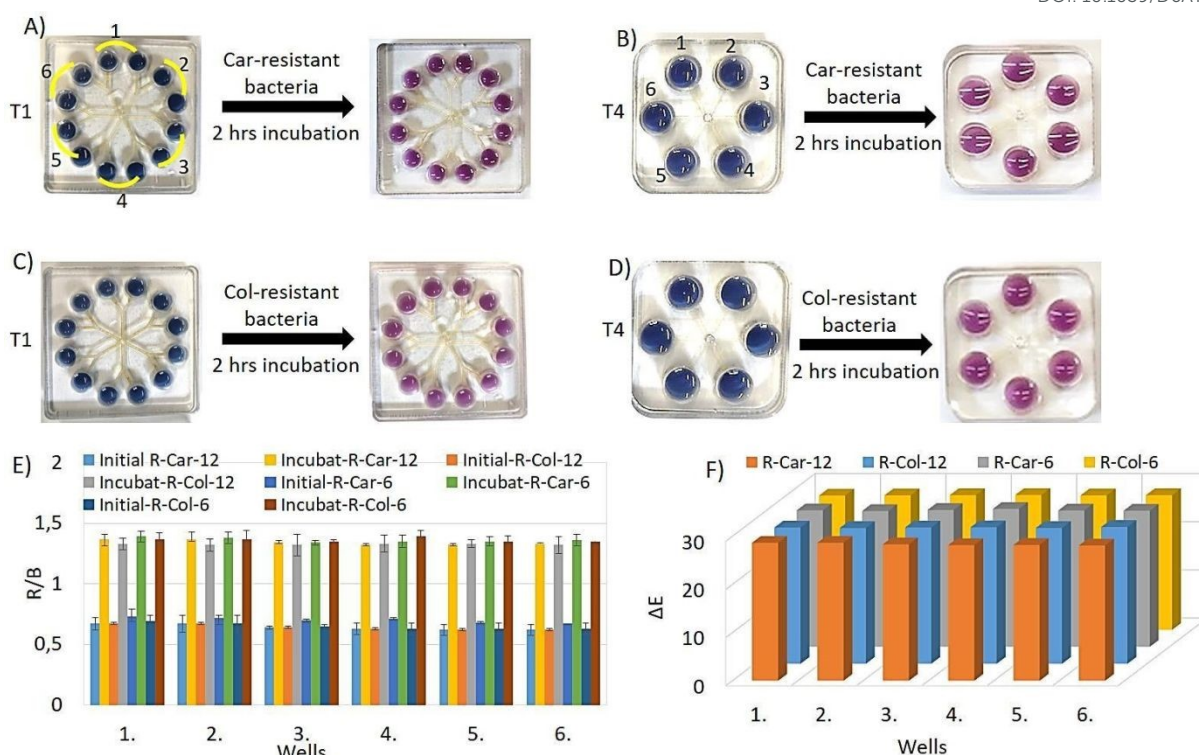 A)
1
2
3
4
5
6
T1
Car-resistant
bacteria
2 hrs incubation
B)
1
2
3
4
5
6
T4
Car-resistant
bacteria
2 hrs incubation
C)
T1
Col-resistant
bacteria
2 hrs incubation
D)
T4
Col-resistant
bacteria
2 hrs incubation
E)
Initial R-Car-12
Incubat-R-Car-12
Initial-R-Col-12
Incubat-R-Col-12
Initial-R-Car-6
Incubat-R-Car-6
Initial-R-Col-6
Incubat-R-Col-6
R/B
2
1,5
1
0,5
0
1. 2. 3. 4. 5. 6.
Wells
F)
R-Car-12 R-Col-12 R-Car-6 R-Col-6
ΔE
30
20
10
0
1. 2. 3. 4. 5. 6.
Wells